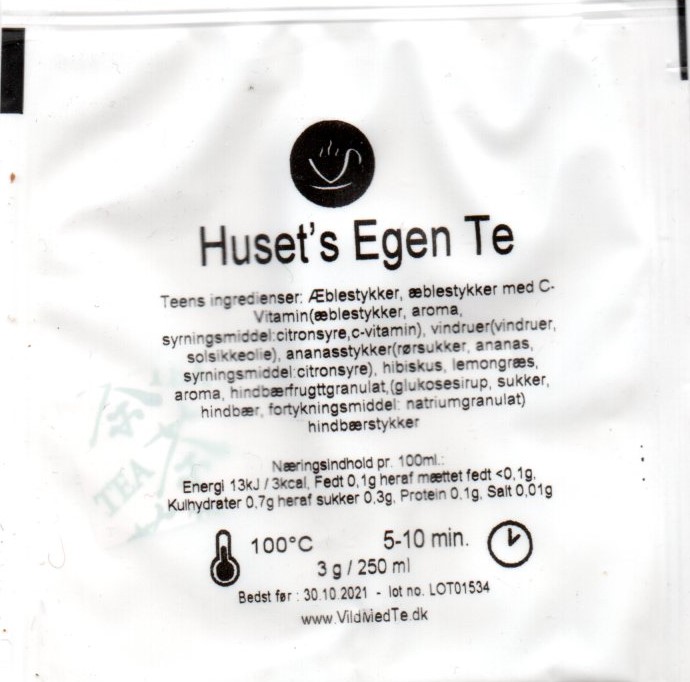 Huset's Egen Te
Teens ingredienser: Æblestykker, æblestykker med C-
Vitamin(æblestykker, aroma,
syrningsmiddel:citronsyre,c-vitamin), vindruer(vindruer,
solsikkeolie), ananasstykker(rørsukker, ananas,
syrningsmiddel:citronsyre), hibiskus, lemongræs,
aroma, hindbærfrugttgranulat,(glukosesirup, sukker,
hindbær, fortykningsmiddel: natriumgranulat)
hindbærstykker
Næringsindhold pr. 100ml.:
Energi 13kJ / 3kcal, Fedt 0,1g heraf mættet fedt <0,1g,
Kulhydrater 0,7g heraf sukker 0,3g, Protein 0,1g, Salt 0,01g
100°C 5-10 min.
3 g / 250 ml
Bedst før : 30.10.2021 - lot no. LOT01534
www.VildMedTe.dk
TEA